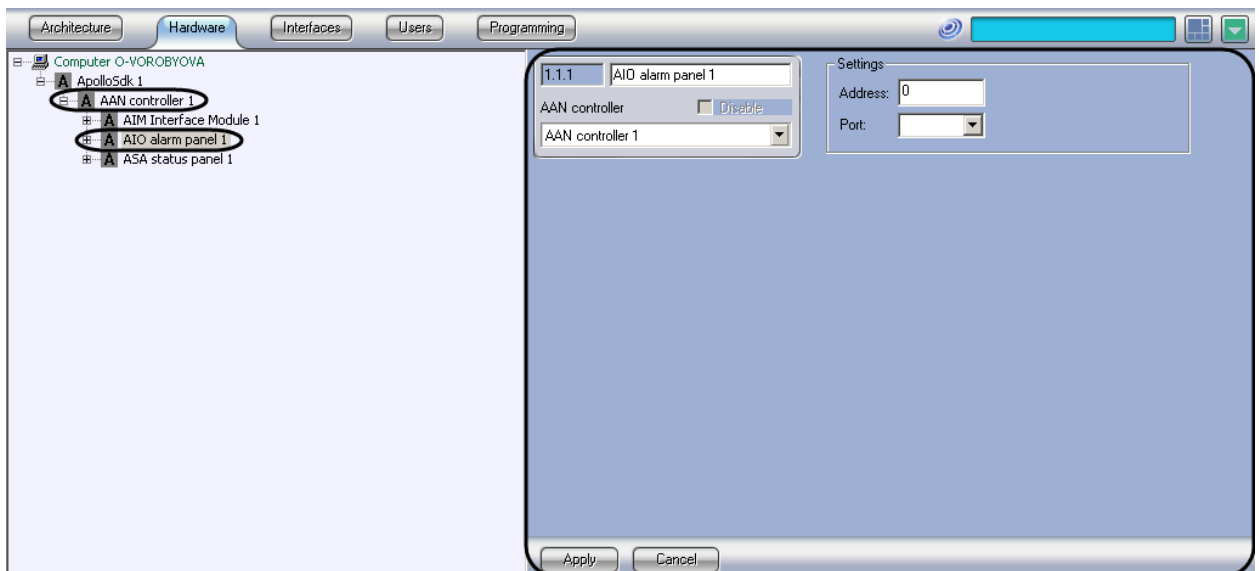 Architecture Hardware Interfaces Users Programming
Computer O-VOROBYOVA
A ApolloSdk 1
A AAN controller 1
A AIM Interface Module 1
A AIO alarm panel 1
A ASA status panel 1
1.1.1 AIO alarm panel 1
AAN controller Disable
AAN controller 1
Settings
Address: 0
Port:
Apply Cancel